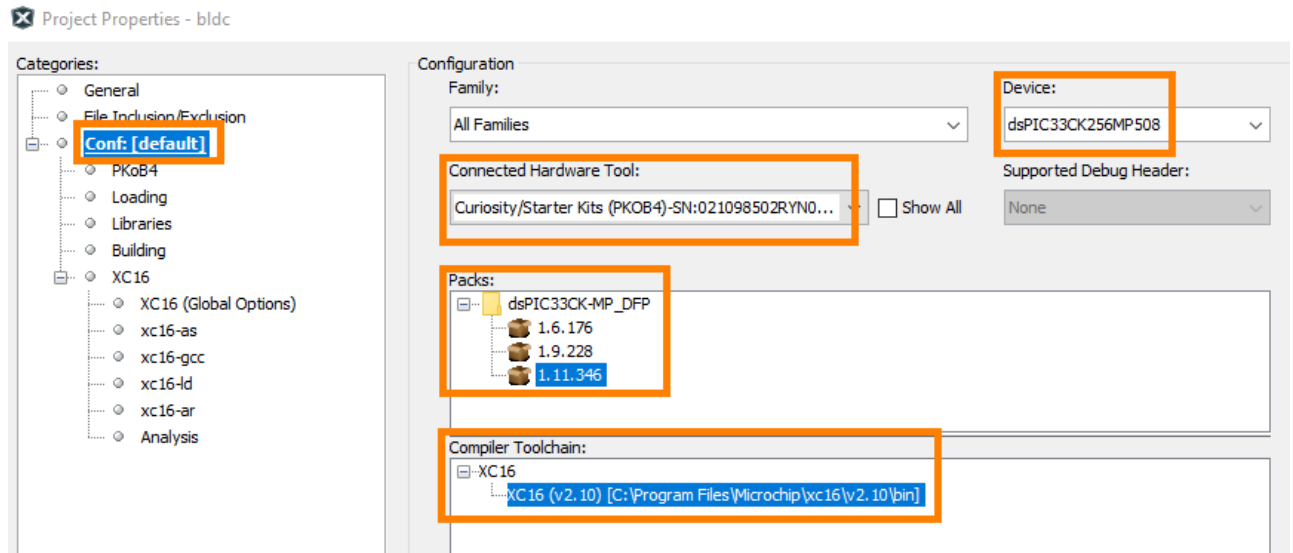 Project Properties - bldc
Categories:
General
File Inclusion/Exclusion
Conf: [default]
PKoB4
Loading
Libraries
Building
XC16
XC16 (Global Options)
xc16-as
xc16-gcc
xc16-ld
xc16-ar
Analysis
Configuration
Family:
All Families
Device:
dsPIC33CK256MP508
Connected Hardware Tool:
Curiosity/Starter Kits (PKOB4)-SN:021098502RYN0...
Show All
Supported Debug Header:
None
Packs:
dsPIC33CK-MP_DFP
1.6.176
1.9.228
1.11.346
Compiler Toolchain:
XC16
XC16 (v2.10) [C:\Program Files\Microchip\xc16\v2.10\bin]